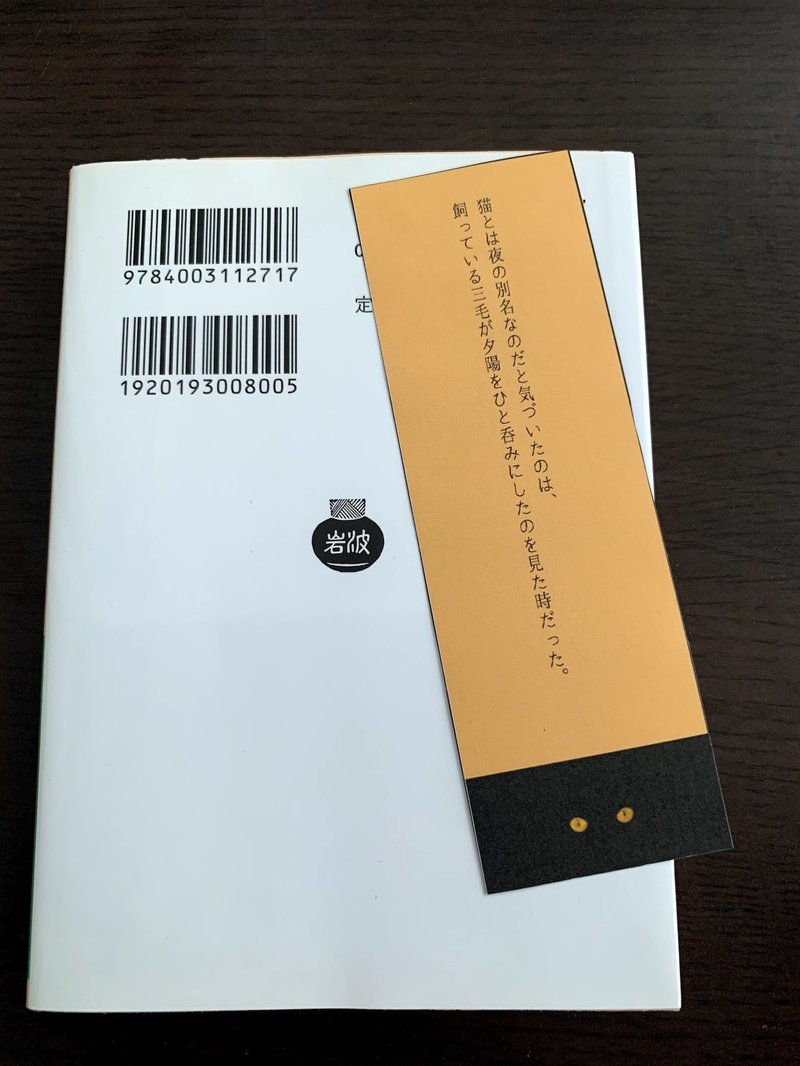 9784003112717
1920193008005
定
岩波
猫とは夜の別名なのだと気づいたのは、
飼っている三毛が夕陽をひと呑みにしたのを見た時だった。